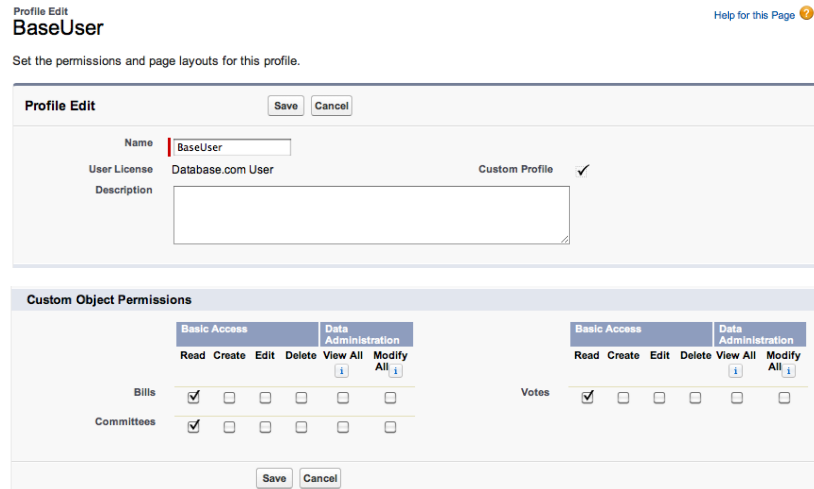 Profile Edit
BaseUser
Help for this Page ?
Set the permissions and page layouts for this profile.
Profile Edit
Save Cancel
Name BaseUser
User License Database.com User Custom Profile
Description
Custom Object Permissions
Basic Access Data Administration Basic Access Data Administration
Read Create Edit Delete View All i Modify All i Read Create Edit Delete View All i Modify All i
Bills Votes
Committees
Save Cancel